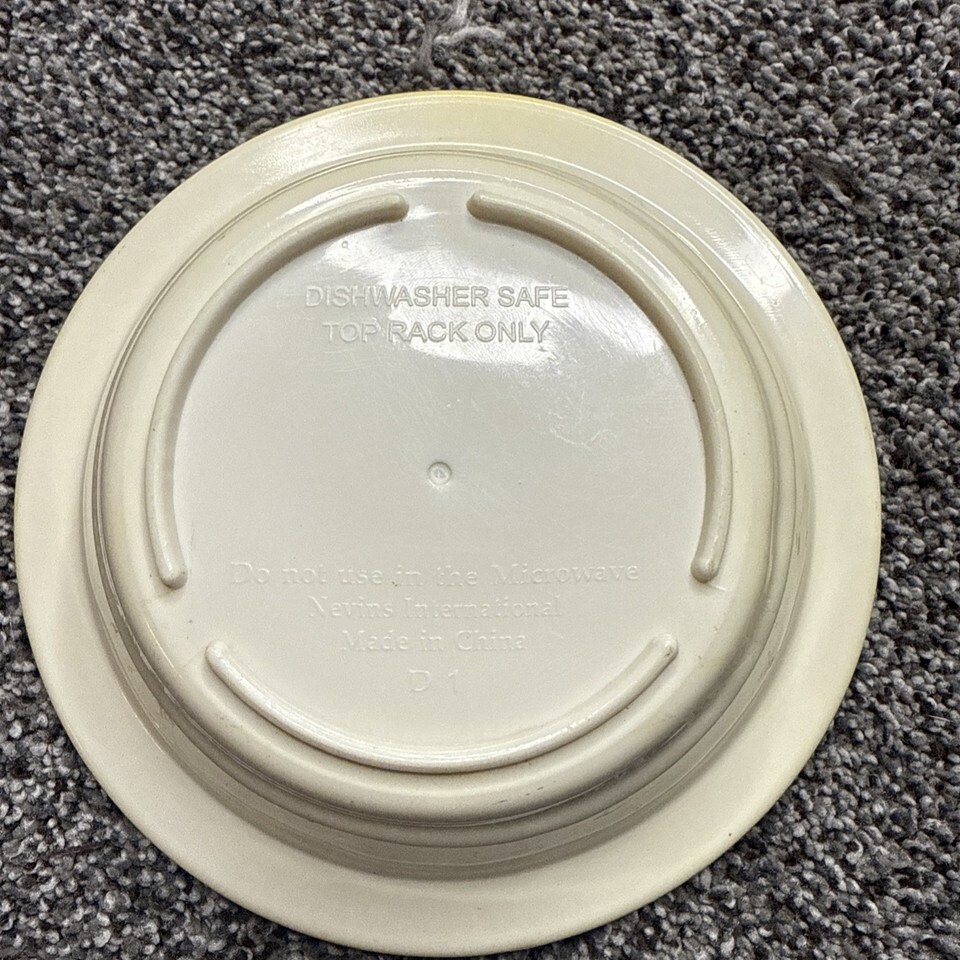 DISHWASHER SAFE
TOP RACK ONLY
Do not use in the Microwave
Nevins International
Made in China
D 1